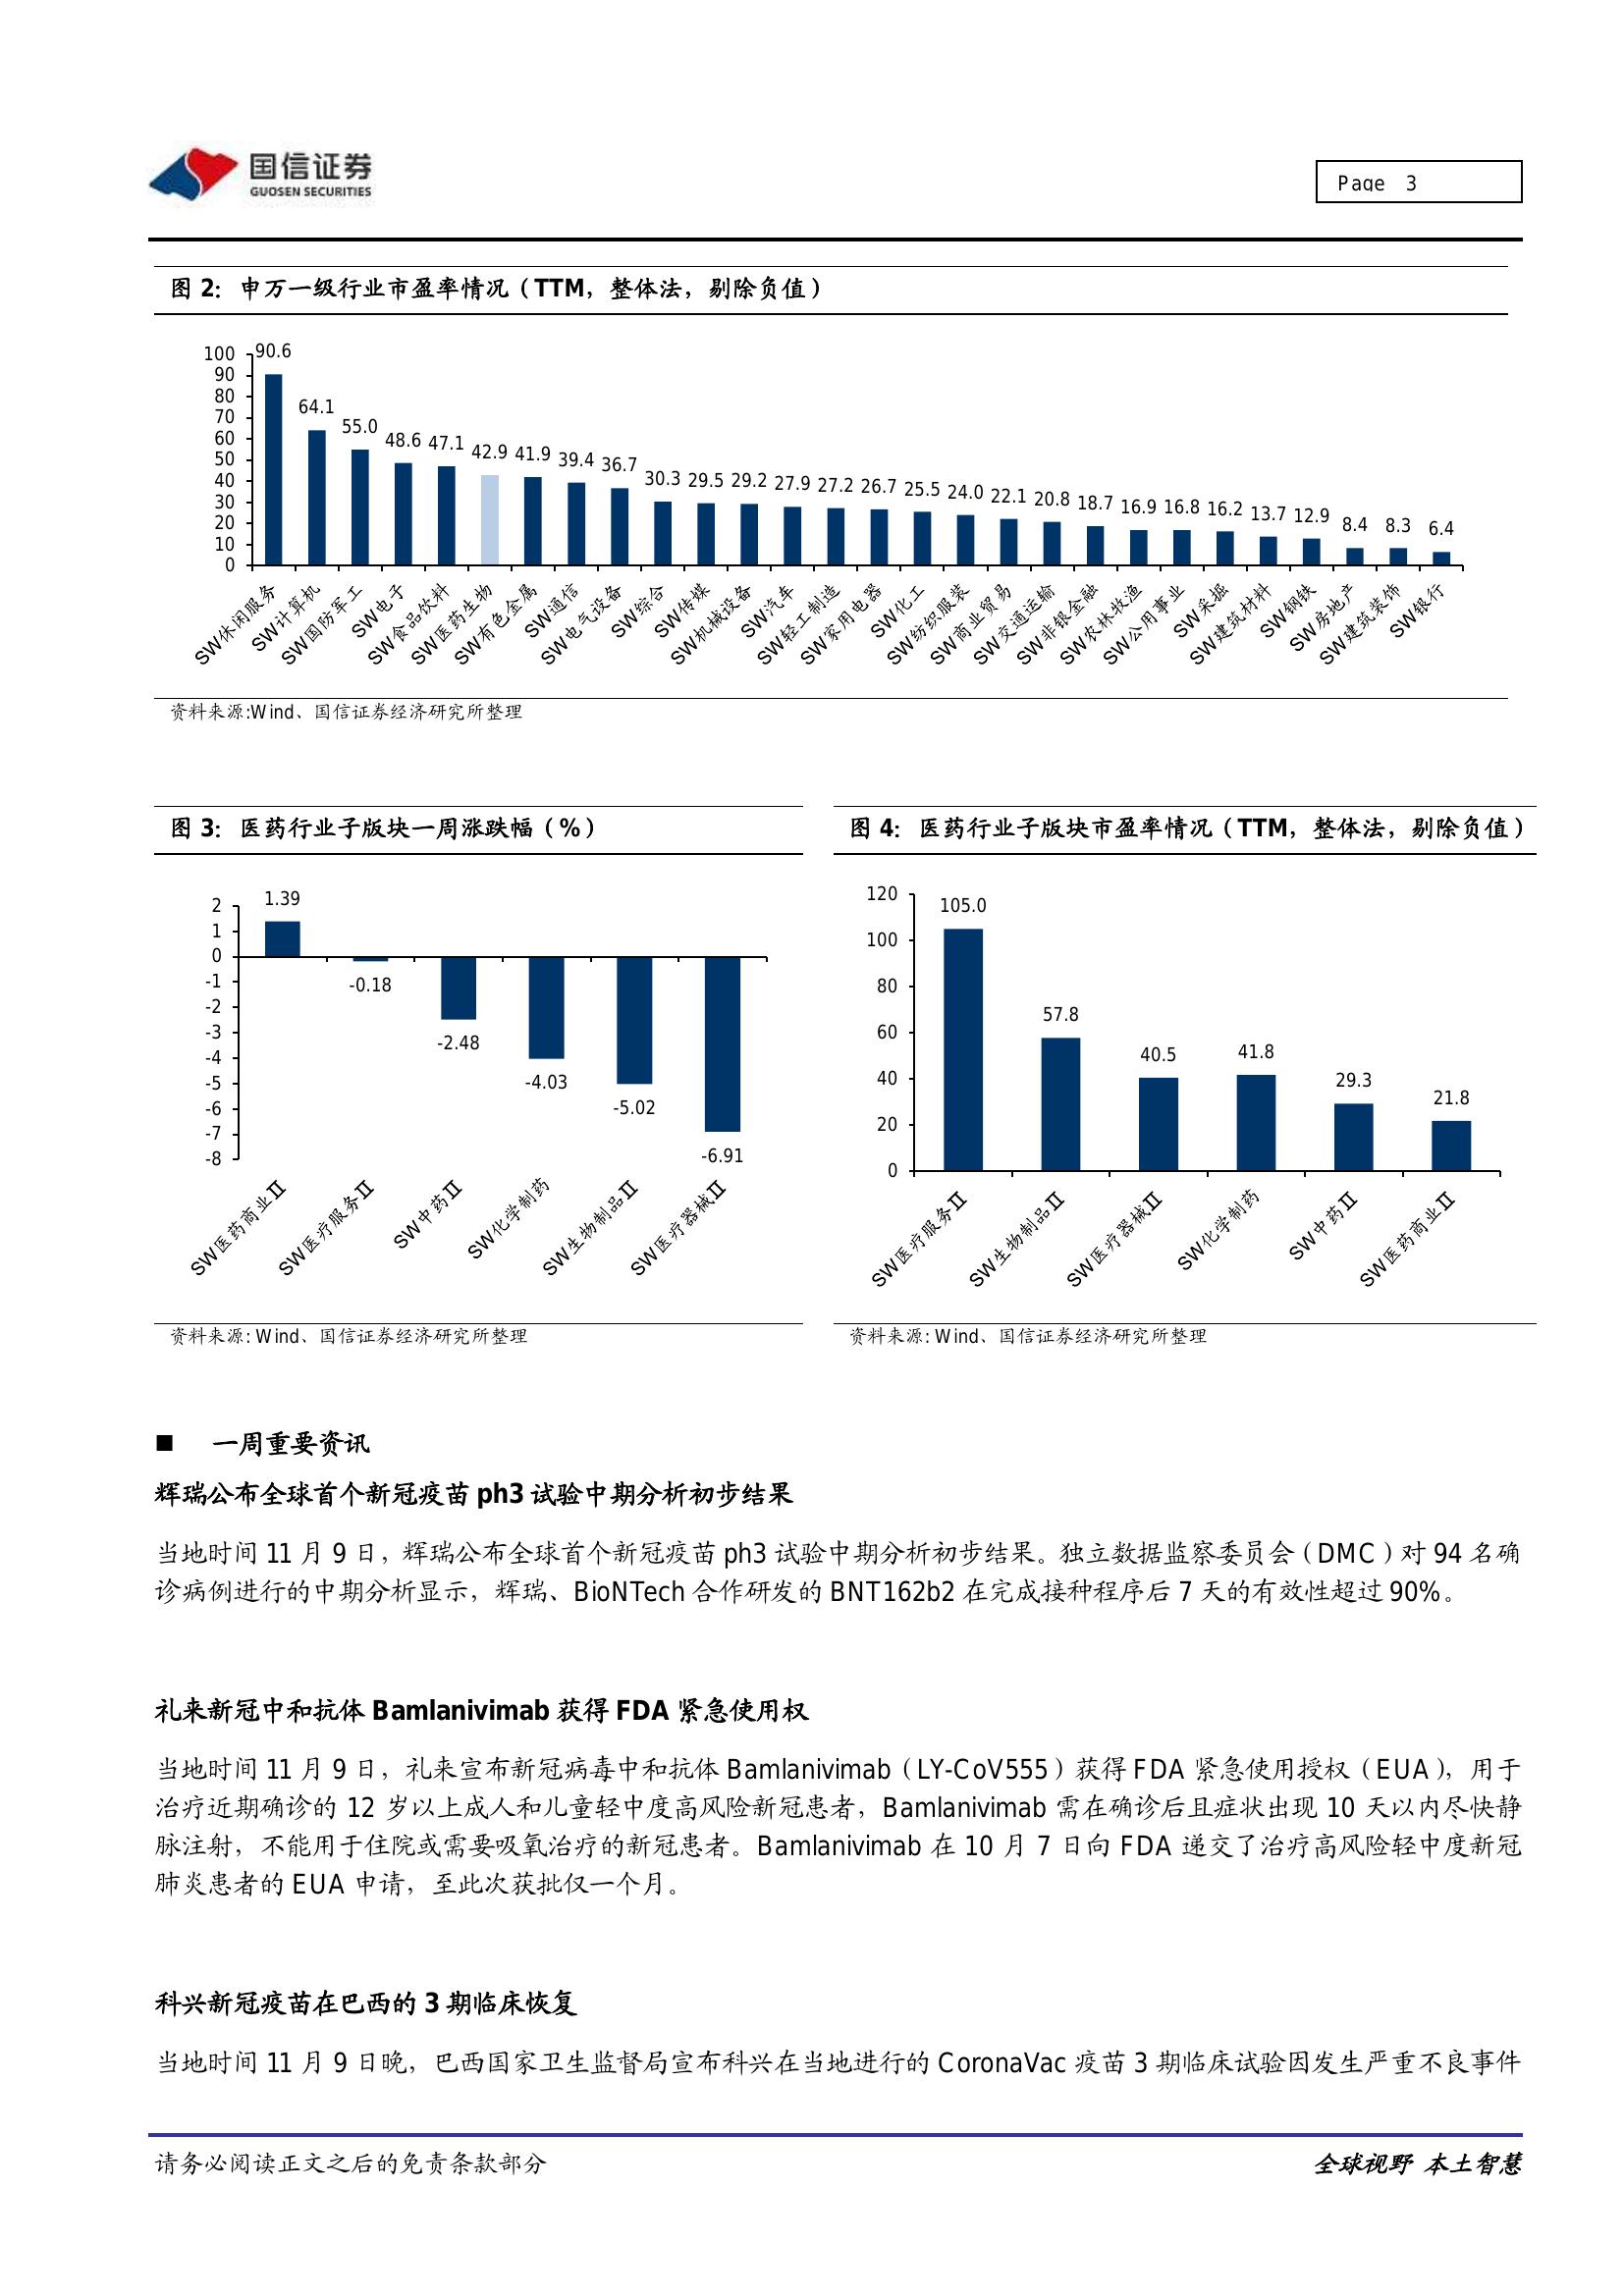 国信证券
GUOSEN SECURITIES
Page 3
图 2：申万一级行业市盈率情况（TTM，整体法，剔除负值）
100
90
80
70
60
50
40
30
20
10
0
90.6 64.1 55.0 48.6 47.1 42.9 41.9 39.4 36.7 30.3 29.5 29.2 27.9 27.2 26.7 25.5 24.0 22.1 20.8 18.7 16.9 16.8 16.2 13.7 12.9 8.4 8.3 6.4
SW休闲服务
SW计算机
SW国防军工
SW电子
SW食品饮料
SW医药生物
SW有色金属
SW通信
SW电气设备
SW综合
SW传媒
SW机械设备
SW汽车
SW轻工制造
SW家用电器
SW化工
SW纺织服装
SW商业贸易
SW交通运输
SW非银金融
SW农林牧渔
SW公用事业
SW采掘
SW建筑材料
SW钢铁
SW房地产
SW建筑装饰
SW银行
资料来源:Wind、国信证券经济研究所整理
图 3：医药行业子版块一周涨跌幅（%）
2
1
0
-1
-2
-3
-4
-5
-6
-7
-8
1.39
-0.18
-2.48
-4.03
-5.02
-6.91
SW医药商业Ⅱ
SW医疗服务Ⅱ
SW中药Ⅱ
SW化学制药
SW生物制品Ⅱ
SW医疗器械Ⅱ
资料来源: Wind、国信证券经济研究所整理
图 4：医药行业子版块市盈率情况（TTM，整体法，剔除负值）
120
100
80
60
40
20
0
105.0
57.8
40.5
41.8
29.3
21.8
SW医疗服务Ⅱ
SW生物制品Ⅱ
SW医疗器械Ⅱ
SW化学制药
SW中药Ⅱ
SW医药商业Ⅱ
资料来源: Wind、国信证券经济研究所整理
■ 一周重要资讯
辉瑞公布全球首个新冠疫苗 ph3 试验中期分析初步结果
当地时间 11 月 9 日，辉瑞公布全球首个新冠疫苗 ph3 试验中期分析初步结果。独立数据监察委员会（DMC）对 94 名确
诊病例进行的中期分析显示，辉瑞、BioNTech 合作研发的 BNT162b2 在完成接种程序后 7 天的有效性超过 90%。
礼来新冠中和抗体 Bamlanivimab 获得 FDA 紧急使用权
当地时间 11 月 9 日，礼来宣布新冠病毒中和抗体 Bamlanivimab（LY-CoV555）获得 FDA 紧急使用授权（EUA），用于
治疗近期确诊的 12 岁以上成人和儿童轻中度高风险新冠患者，Bamlanivimab 需在确诊后且症状出现 10 天以内尽快静
脉注射，不能用于住院或需要吸氧治疗的新冠患者。Bamlanivimab 在 10 月 7 日向 FDA 递交了治疗高风险轻中度新冠
肺炎患者的 EUA 申请，至此次获批仅一个月。
科兴新冠疫苗在巴西的 3 期临床恢复
当地时间 11 月 9 日晚，巴西国家卫生监督局宣布科兴在当地进行的 CoronaVac 疫苗 3 期临床试验因发生严重不良事件
请务必阅读正文之后的免责条款部分
全球视野 本土智慧